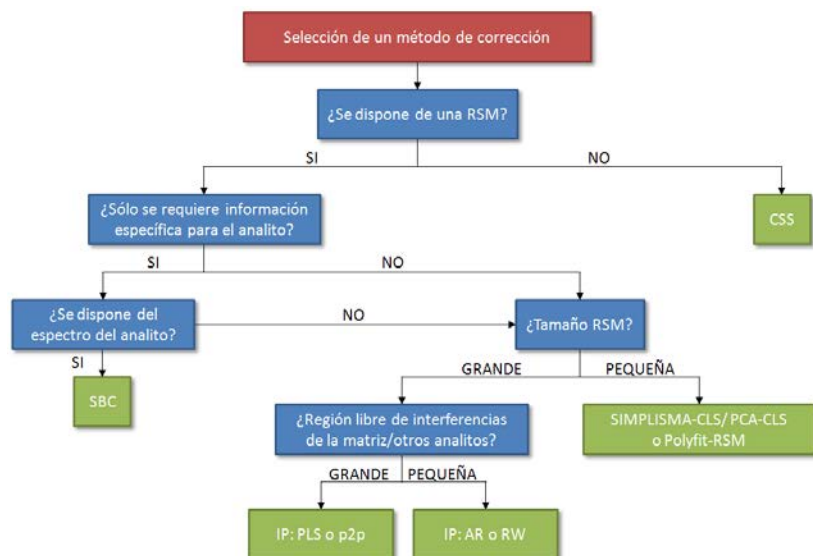 Selección de un método de corrección
¿Se dispone de una RSM?
SI
NO
¿Sólo se requiere información
específica para el analito?
CSS
SI
NO
¿Se dispone del
espectro del analito?
NO
¿Tamaño RSM?
SI
GRANDE
PEQUEÑA
SBC
¿Región libre de interferencias
de la matriz/otros analitos?
SIMPLISMA-CLS/ PCA-CLS
o Polyfit-RSM
GRANDE
PEQUEÑA
IP: PLS o p2p
IP: AR o RW